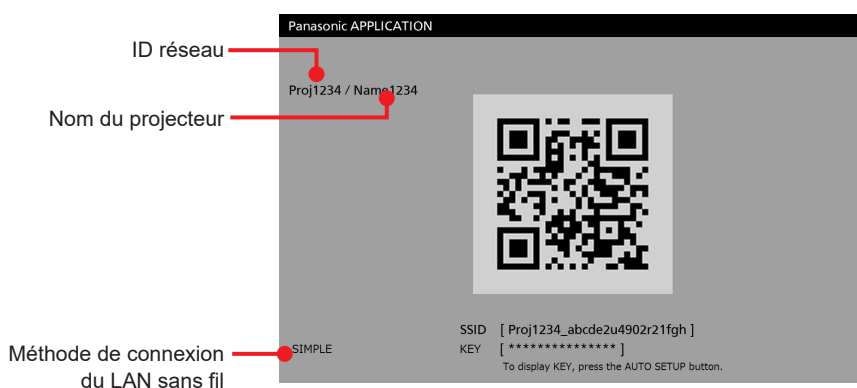 Panasonic APPLICATION
ID réseau
Proj1234 / Name1234
Nom du projecteur
SSID [ Proj1234_abcde2u4902r21fgh ]
Méthode de connexion
du LAN sans fil
SIMPLE
KEY [ *************** ]
To display KEY, press the AUTO SETUP button.